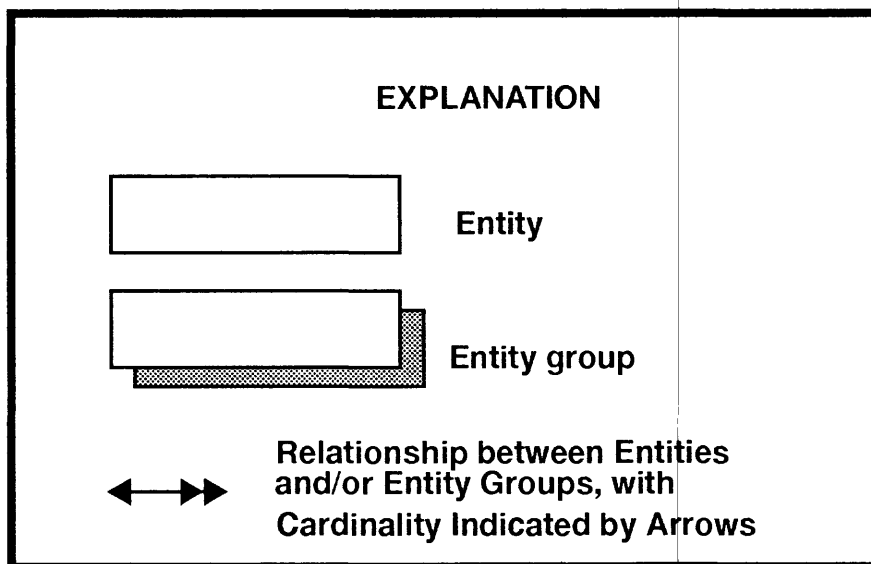 EXPLANATION
Entity
Entity group
Relationship between Entities
and/or Entity Groups, with
Cardinality Indicated by Arrows